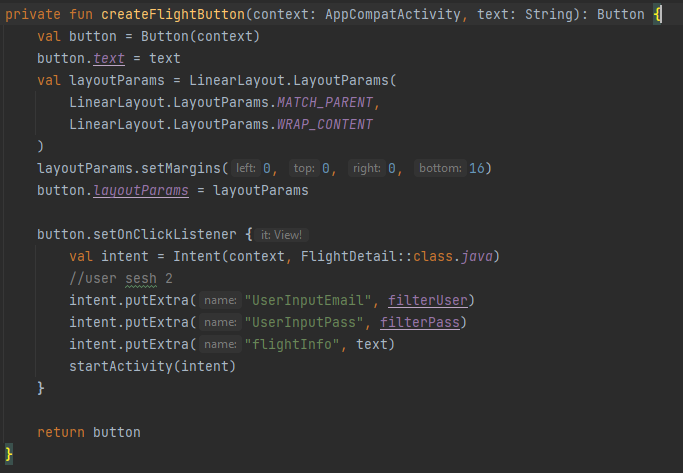 private fun createFlightButton(context: AppCompatActivity, text: String): Button {
    val button = Button(context)
    button.text = text
    val layoutParams = LinearLayout.LayoutParams(
        LinearLayout.LayoutParams.MATCH_PARENT,
        LinearLayout.LayoutParams.WRAP_CONTENT
    )
    layoutParams.setMargins( left: 0, top: 0, right: 0, bottom: 16)
    button.layoutParams = layoutParams

    button.setOnClickListener { it: View!
        val intent = Intent(context, FlightDetail::class.java)
        //user sesh 2
        intent.putExtra( name: "UserInputEmail", filterUser)
        intent.putExtra( name: "UserInputPass", filterPass)
        intent.putExtra( name: "flightInfo", text)
        startActivity(intent)
    }

    return button
}